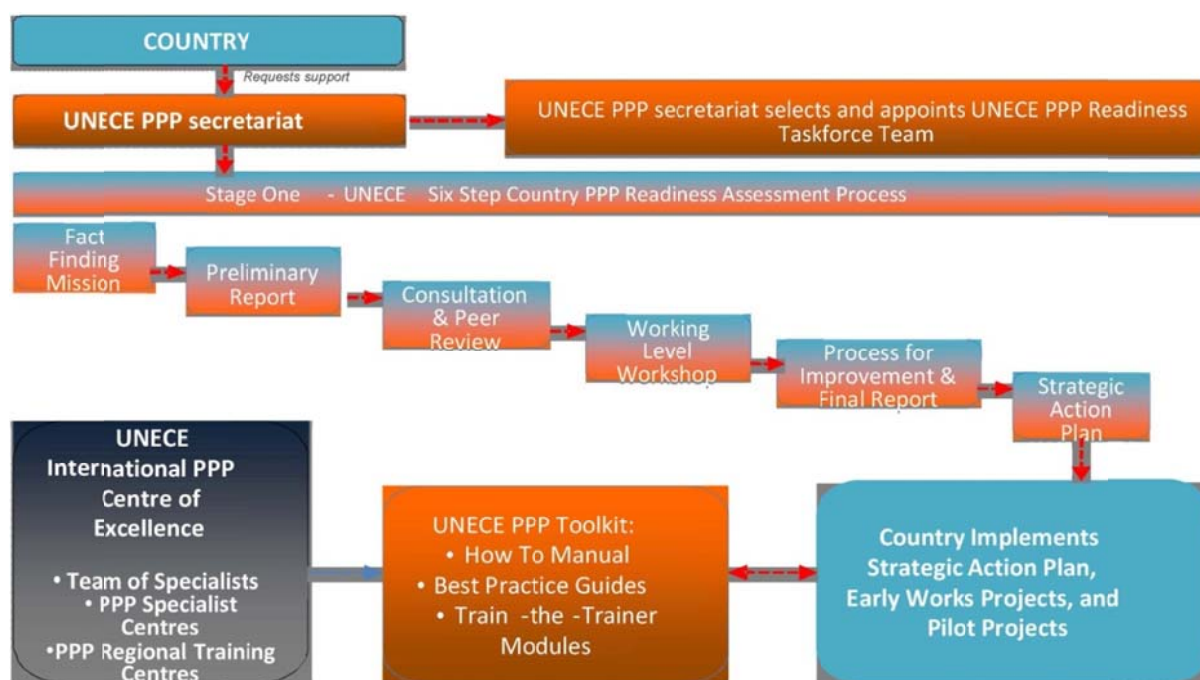 COUNTRY
Requests support
UNECE PPP secretariat
UNECE PPP secretariat selects and appoints UNECE PPP Readiness
Taskforce Team
Stage One - UNECE Six Step Country PPP Readiness Assessment Process
Fact
Finding
Mission
Preliminary
Report
Consultation
& Peer
Review
Working
Level
Workshop
Process for
Improvement &
Final Report
Strategic
Action
Plan
UNECE
International PPP
Centre of
Excellence
• Team of Specialists
• PPP Specialist
Centres
•PPP Regional Training
Centres
UNECE PPP Toolkit:
• How To Manual
• Best Practice Guides
• Train -the -Trainer
Modules
Country Implements
Strategic Action Plan,
Early Works Projects, and
Pilot Projects